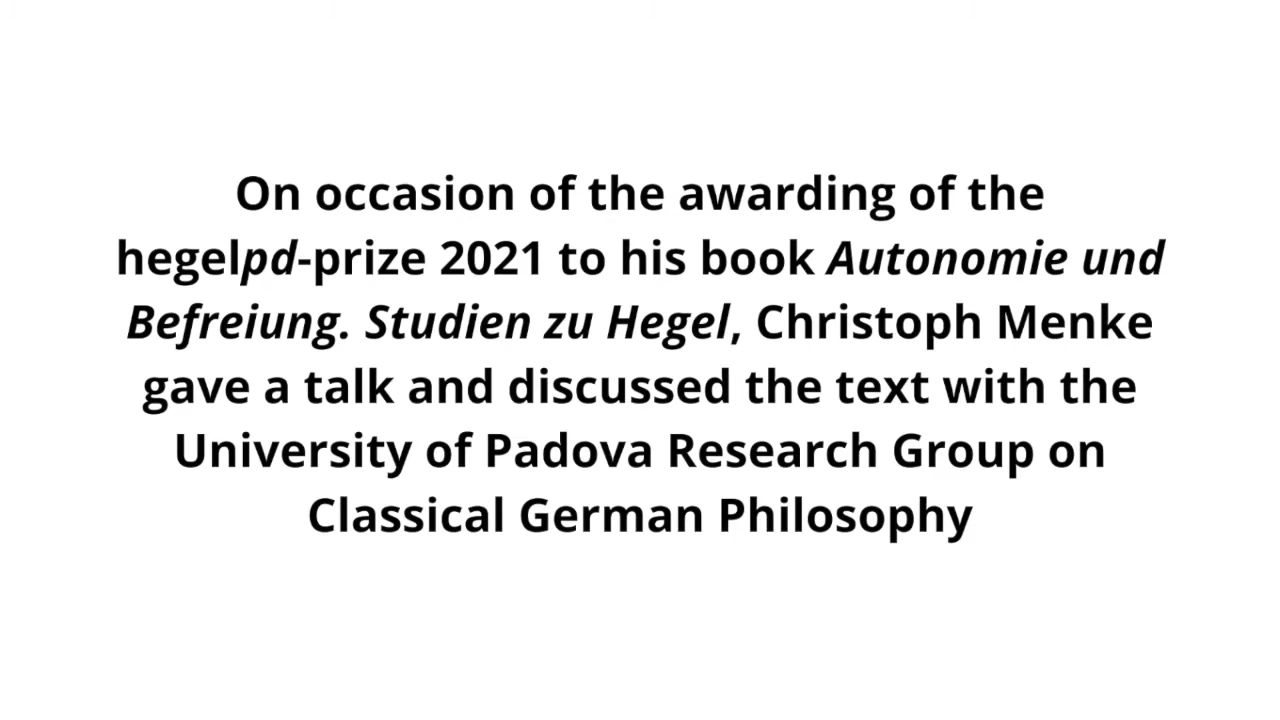 On occasion of the awarding of the
hegelpd-prize 2021 to his book Autonomie und
Befreiung. Studien zu Hegel, Christoph Menke
gave a talk and discussed the text with the
University of Padova Research Group on
Classical German Philosophy